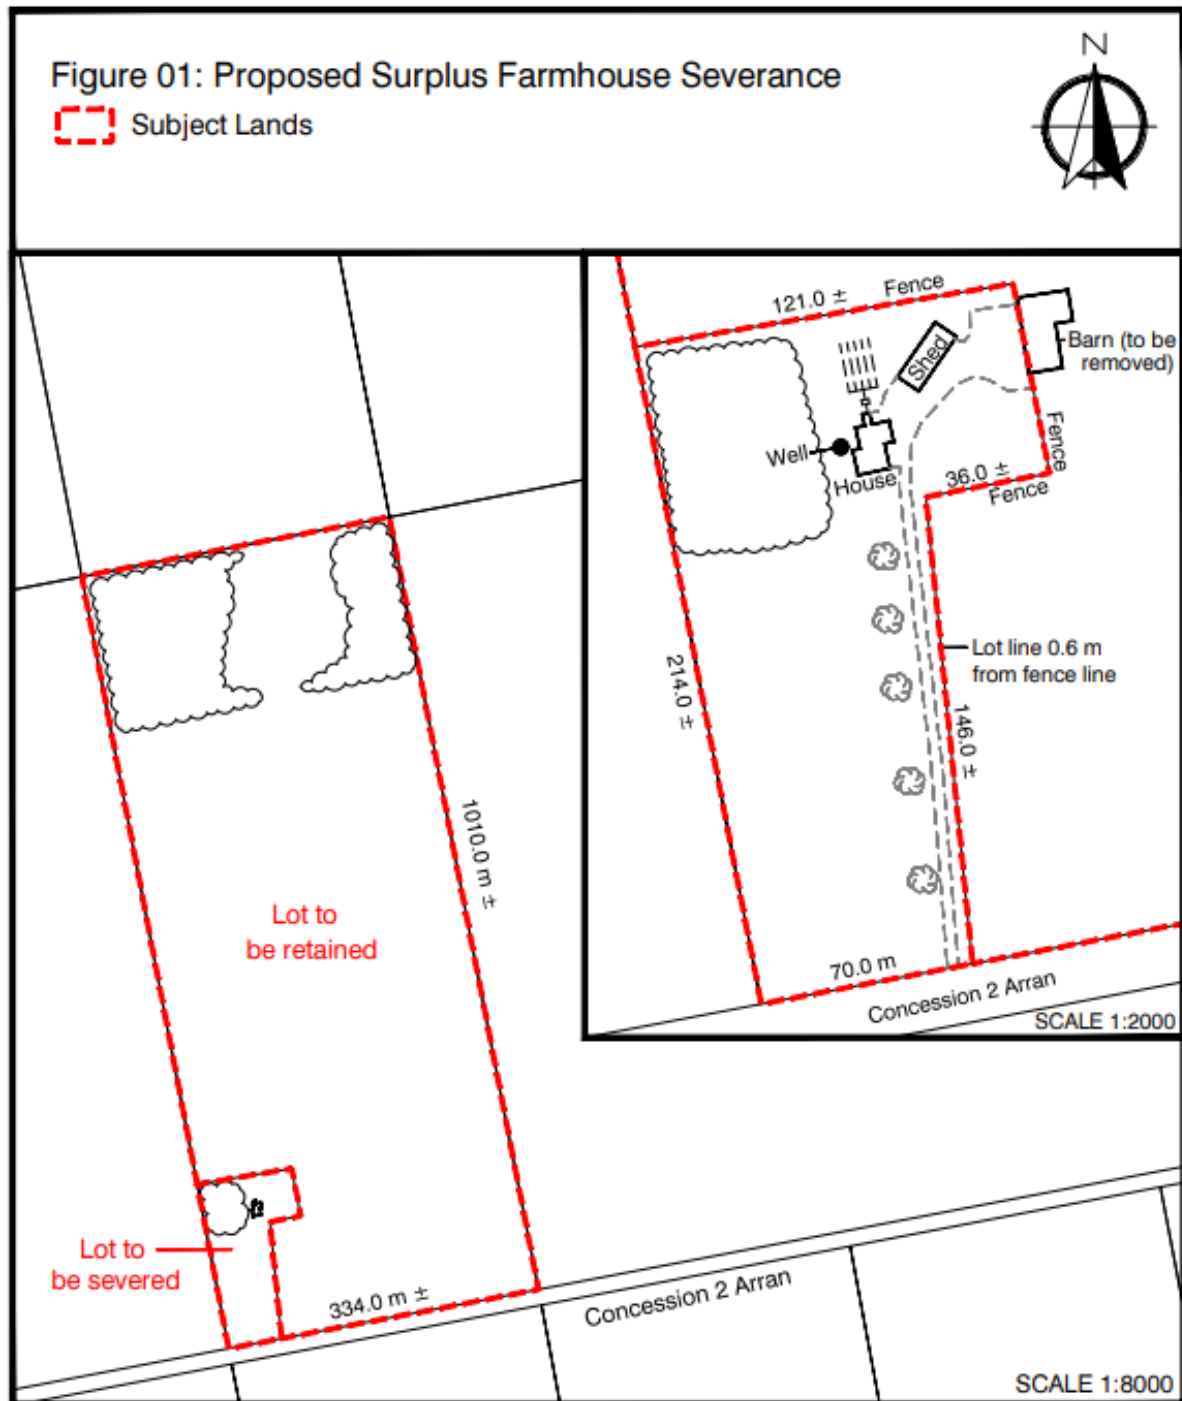 N
Figure 01: Proposed Surplus Farmhouse Severance
Subject Lands
121.0 ±
Fence
Shed
Barn (to be
removed)
Well
House
Fence
36.0 ±
Fence
Lot line 0.6 m
from fence line
214.0 ±
146.0 ±
70.0 m
Concession 2 Arran
SCALE 1:2000
1010.0 m ±
Lot to
be retained
Lot to
be severed
334.0 m ±
Concession 2 Arran
SCALE 1:8000